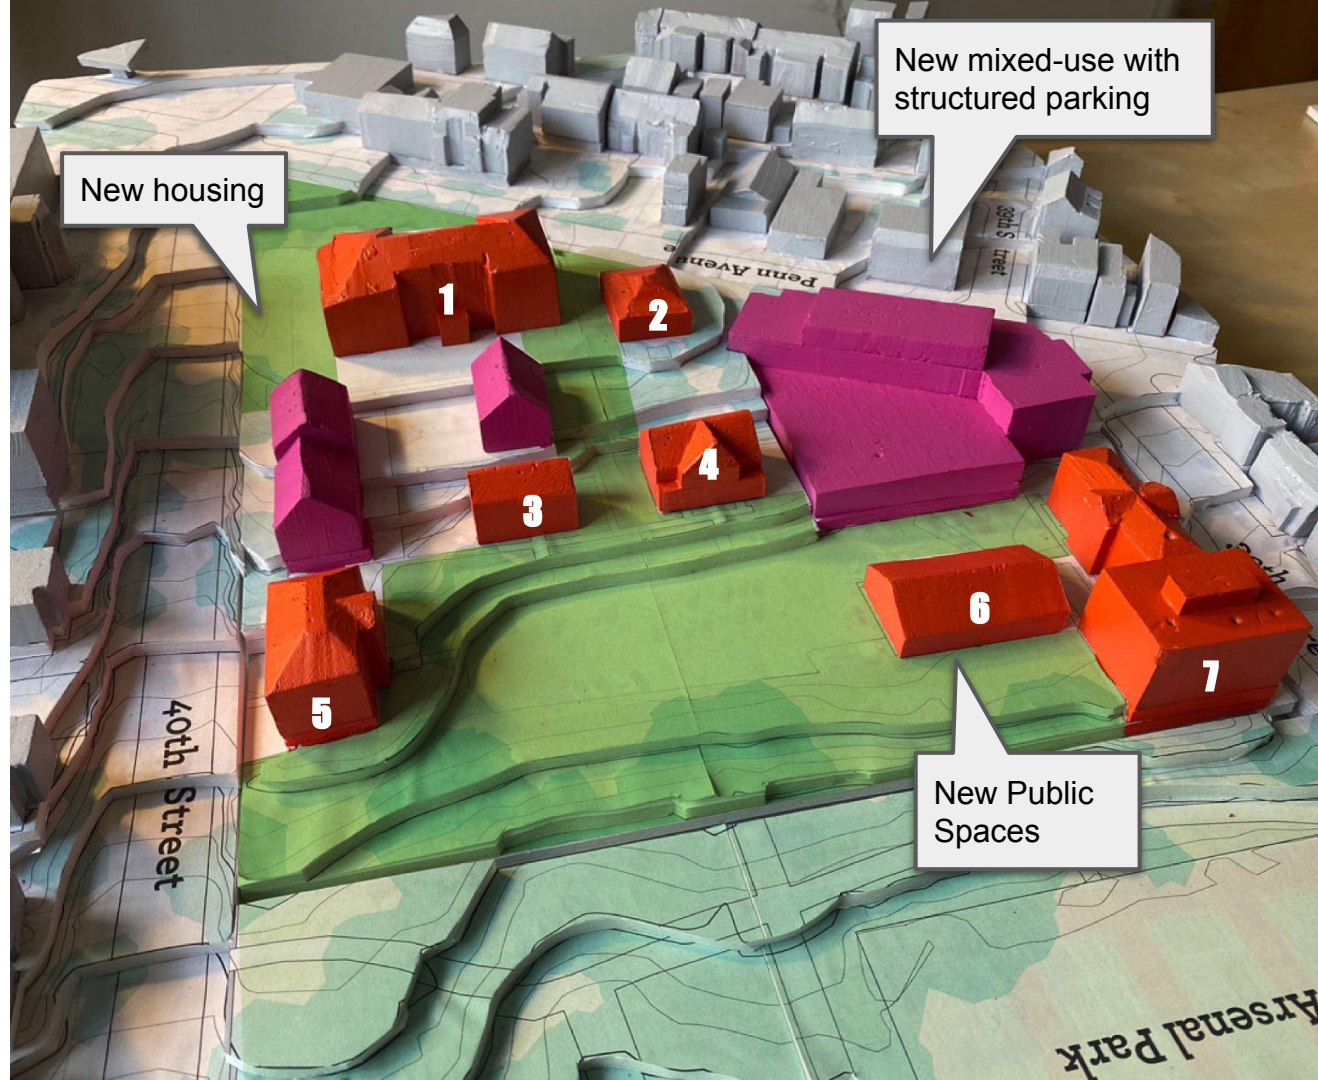 New mixed-use with
structured parking
New housing
39th S treet
Penn Avenue
1
2
3
4
5
6
7
40th Street
New Public
Spaces
Arsenal Park